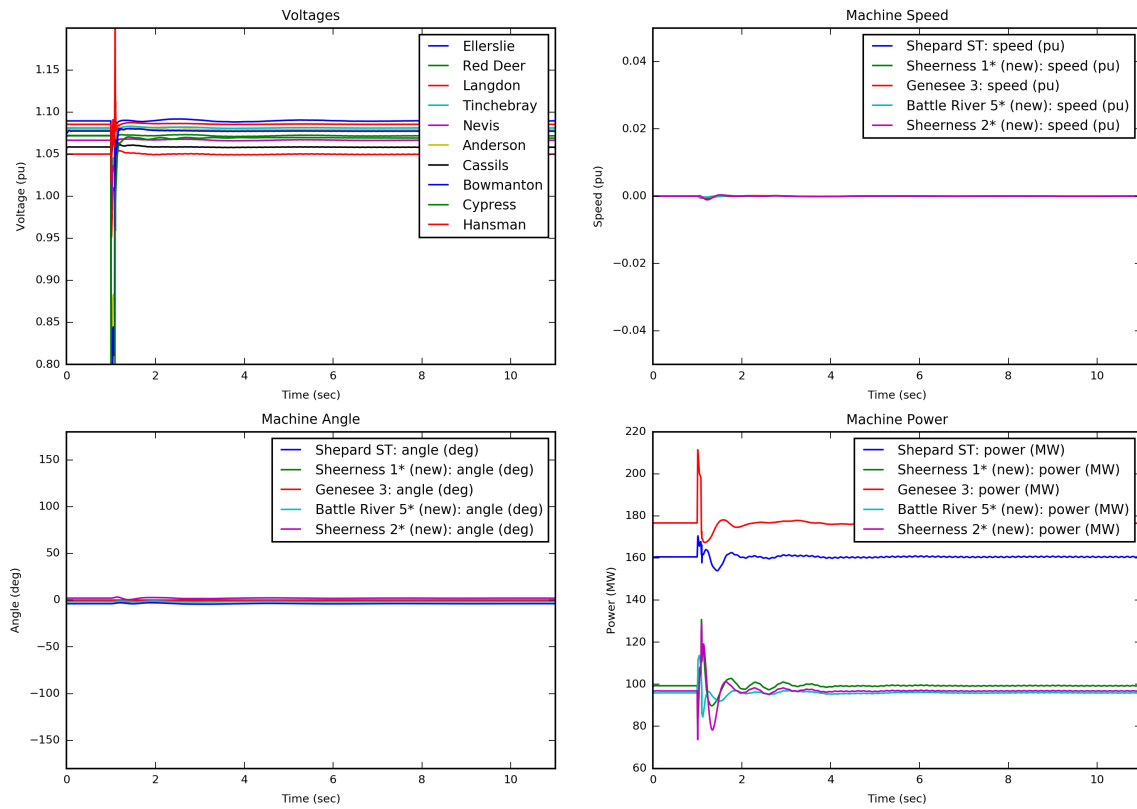 Voltages
1.15
1.10
1.05
1.00
0.95
0.90
0.85
0.80
Voltage (pu)
Ellerslie
Red Deer
Langdon
Tinchebray
Nevis
Anderson
Cassils
Bowmanton
Cypress
Hansman
0 2 4 6 8 10
Time (sec)
Machine Speed
0.04
0.02
0.00
−0.02
−0.04
Speed (pu)
Shepard ST: speed (pu)
Sheerness 1* (new): speed (pu)
Genesee 3: speed (pu)
Battle River 5* (new): speed (pu)
Sheerness 2* (new): speed (pu)
0 2 4 6 8 10
Time (sec)
Machine Angle
150
100
50
0
−50
−100
−150
Angle (deg)
Shepard ST: angle (deg)
Sheerness 1* (new): angle (deg)
Genesee 3: angle (deg)
Battle River 5* (new): angle (deg)
Sheerness 2* (new): angle (deg)
0 2 4 6 8 10
Time (sec)
Machine Power
220
200
180
160
140
120
100
80
60
Power (MW)
Shepard ST: power (MW)
Sheerness 1* (new): power (MW)
Genesee 3: power (MW)
Battle River 5* (new): power (MW)
Sheerness 2* (new): power (MW)
0 2 4 6 8 10
Time (sec)